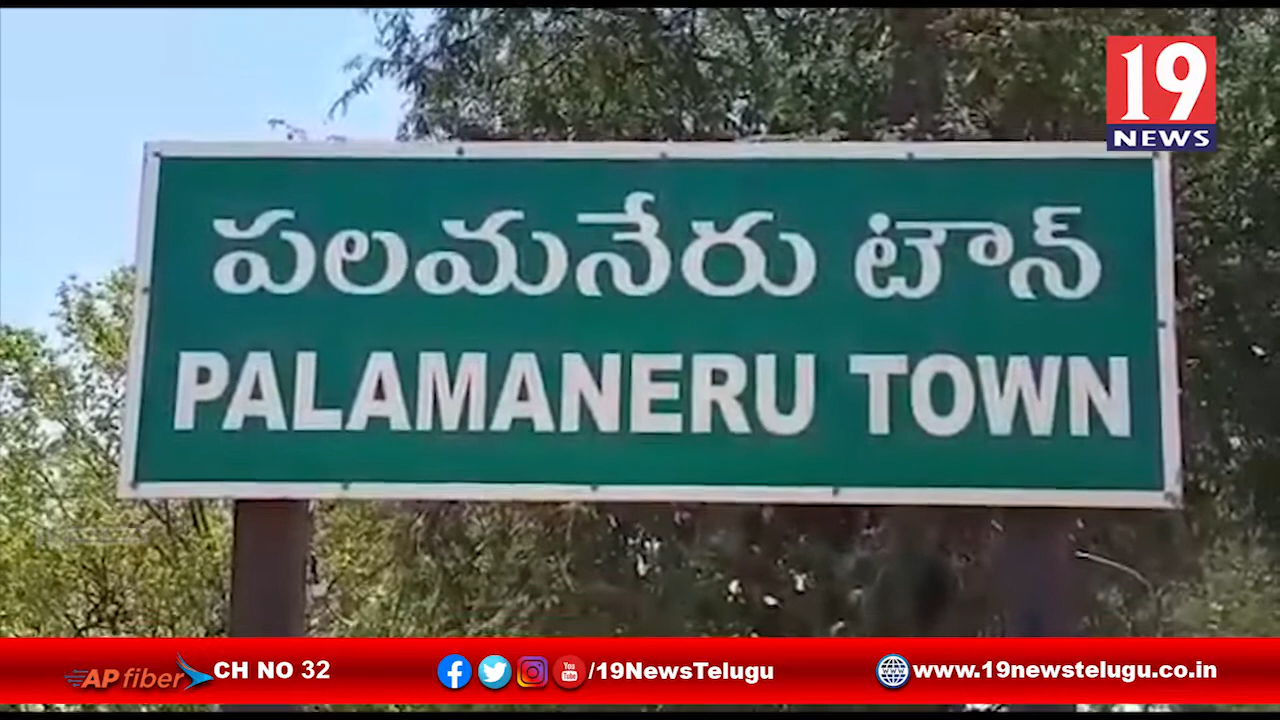 19
NEWS
పలమనేరు టౌన్
PALAMANERU TOWN
AP fiber CH NO 32 /19NewsTelugu www.19newstelugu.co.in